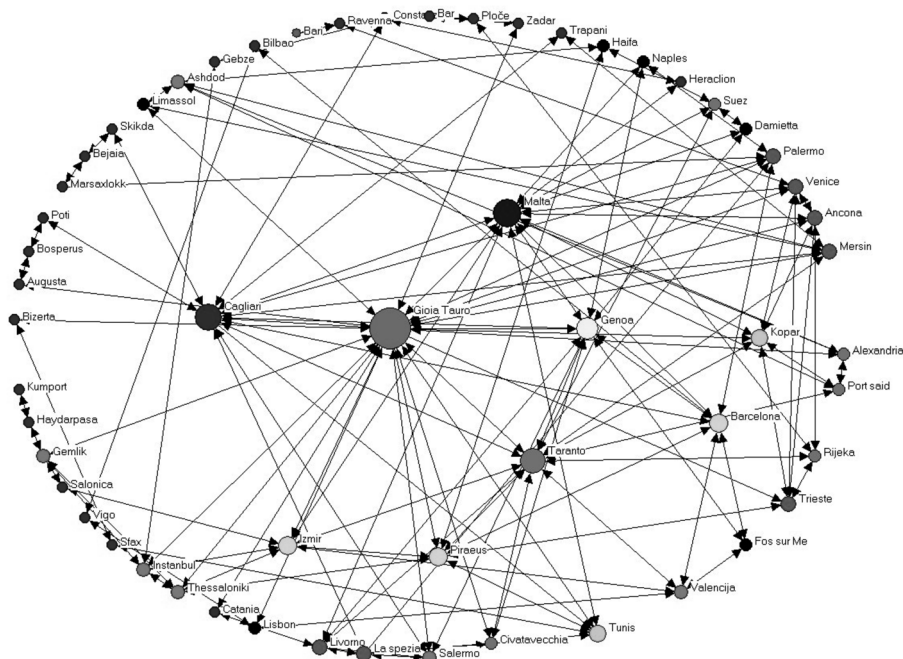 Bar
Ploče
Zadar
Ravenna
Bari
Bilbao
Trapani
Haifa
Naples
Gebze
Ashdod
Heraclion
Limassol
Suez
Damietta
Skikda
Bejaia
Palermo
Marsaxlokk
Venice
Malta
Poti
Ancona
Bosperus
Mersin
Augusta
Cagliari
Gioia Tauro
Bizerta
Genoa
Kopar
Alexandria
Kumport
Port said
Haydarpasa
Barcelona
Gemlik
Taranto
Rijeka
Salonica
Trieste
Vigo
Sfax
Izmir
Fos sur Me
Piraeus
Instanbul
Thessaloniki
Valencija
Catania
Lisbon
Tunis
Livorno
La spezia
Salermo
Civatavecchia